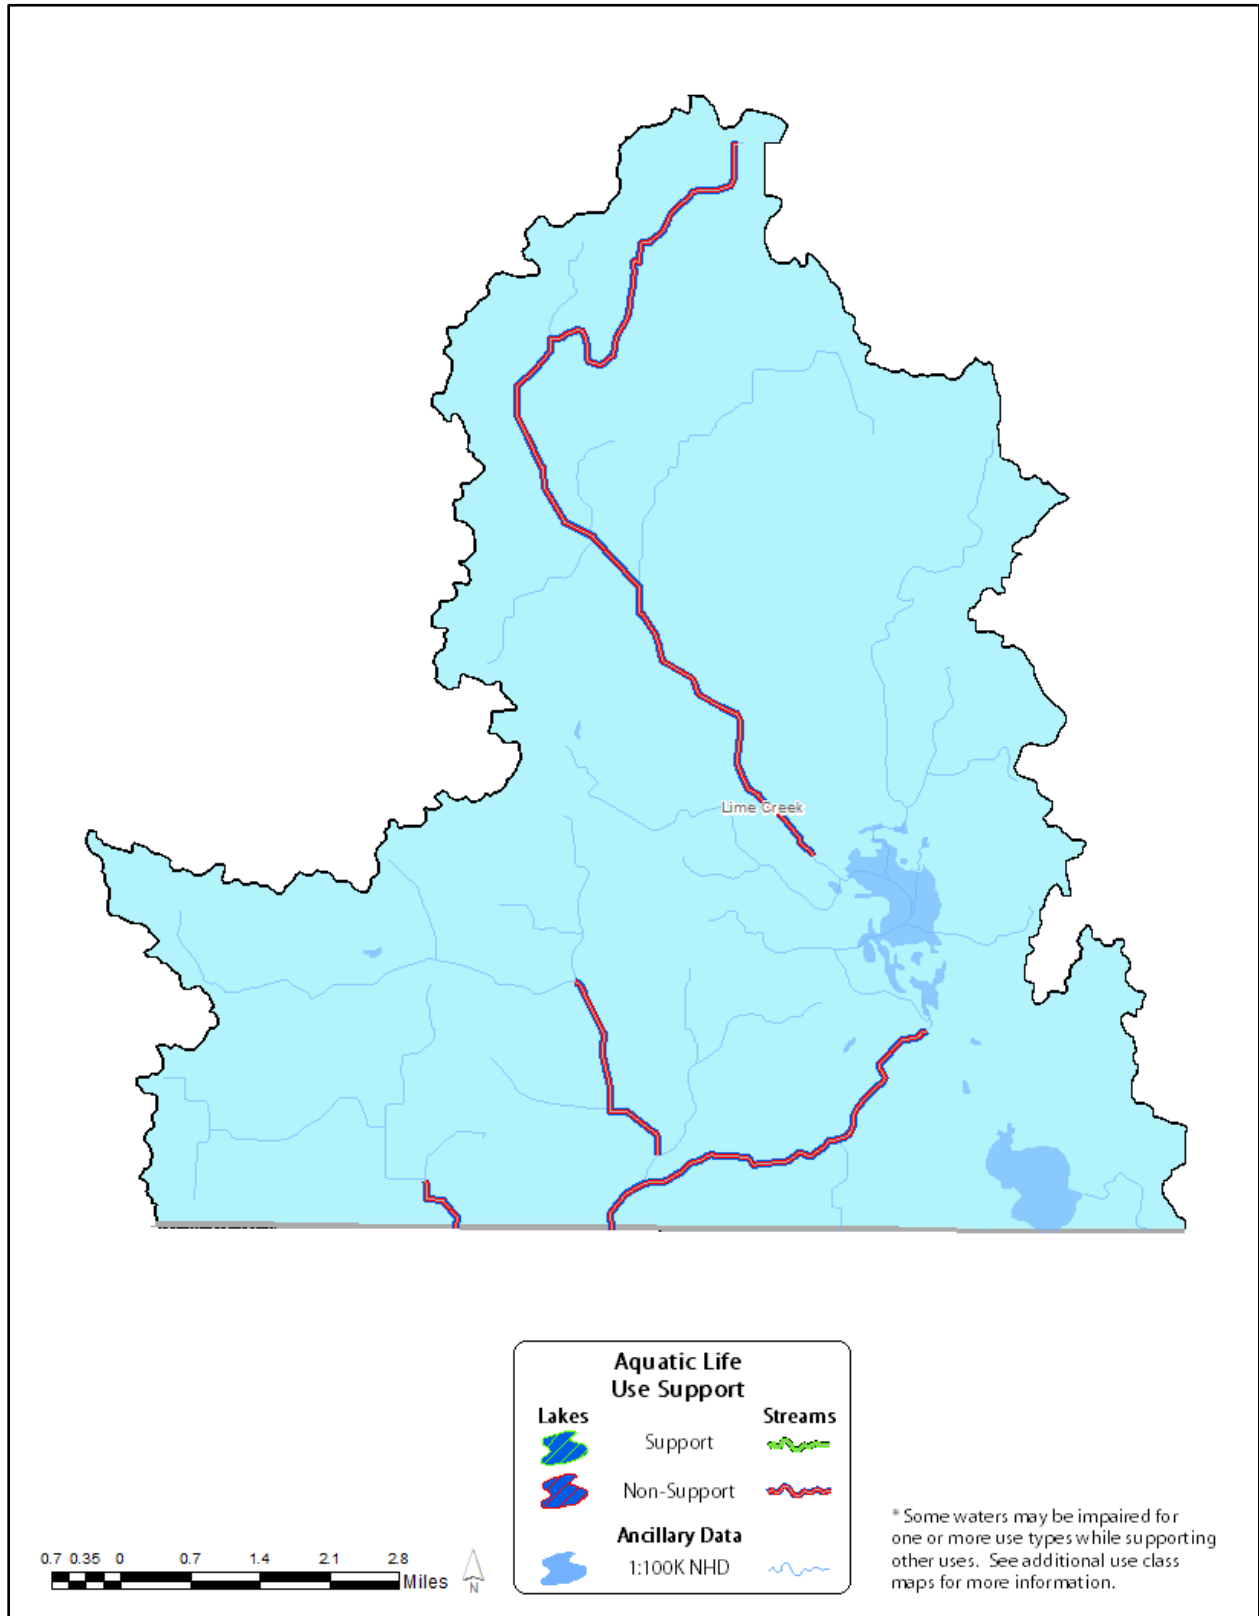 Lime Creek
Aquatic Life
Use Support
Lakes Streams
Support
Non-Support
Ancillary Data
1:100K NHD
0.7 0.35 0 0.7 1.4 2.1 2.8
Miles
N
* Some waters may be impaired for
one or more use types while supporting
other uses. See additional use class
maps for more information.